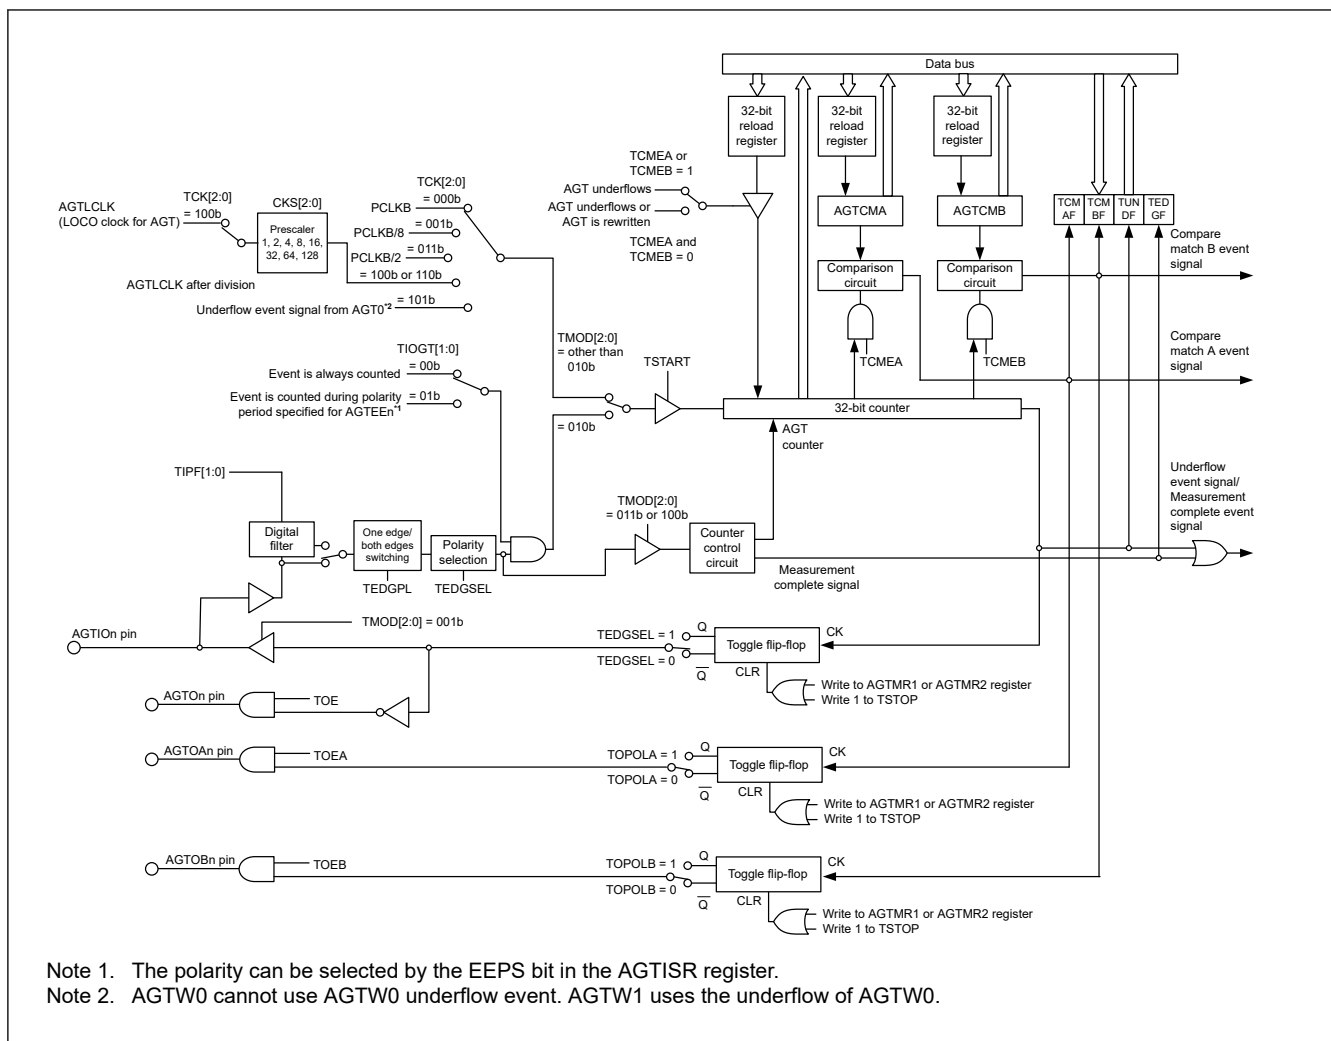 Data bus
32-bit
reload
register
32-bit
reload
register
32-bit
reload
register
TCMEA or
TCMEB = 1
AGT underflows
AGT underflows or
AGT is rewritten
TCMEA and
TCMEB = 0
AGTCMA
AGTCMB
TCM
AF
TCM
BF
TUN
DF
TED
GF
Comparison
circuit
Comparison
circuit
TCMEA
TCMEB
Compare
match B event
signal
Compare
match A event
signal
Underflow
event signal/
Measurement
complete event
signal
TCK[2:0]
AGTLCLK
(LOCO clock for AGT)
= 100b
CKS[2:0]
Prescaler
1, 2, 4, 8, 16,
32, 64, 128
TCK[2:0]
PCLKB
= 000b
PCLKB/8
= 001b
PCLKB/2
= 011b
AGTLCLK after division
= 100b or 110b
Underflow event signal from AGT0*2
= 101b
TIOGT[1:0]
Event is always counted
= 00b
Event is counted during polarity
period specified for AGTEEn*1
= 01b
TMOD[2:0]
= other than
010b
= 010b
TSTART
32-bit counter
AGT
counter
TIPF[1:0]
Digital
filter
One edge/
both edges
switching
TEDGPL
Polarity
selection
TEDGSEL
TMOD[2:0]
= 011b or 100b
Counter
control
circuit
Measurement
complete signal
AGTIOn pin
TMOD[2:0] = 001b
TEDGSEL = 1
TEDGSEL = 0
Q
Q
Toggle flip-flop
CK
CLR
Write to AGTMR1 or AGTMR2 register
Write 1 to TSTOP
AGTOn pin
TOE
AGTOAn pin
TOEA
TOPOLA = 1
TOPOLA = 0
Q
Q
Toggle flip-flop
CK
CLR
Write to AGTMR1 or AGTMR2 register
Write 1 to TSTOP
AGTOBn pin
TOEB
TOPOLB = 1
TOPOLB = 0
Q
Q
Toggle flip-flop
CK
CLR
Write to AGTMR1 or AGTMR2 register
Write 1 to TSTOP
Note 1. The polarity can be selected by the EEPS bit in the AGTISR register.
Note 2. AGTW0 cannot use AGTW0 underflow event. AGTW1 uses the underflow of AGTW0.